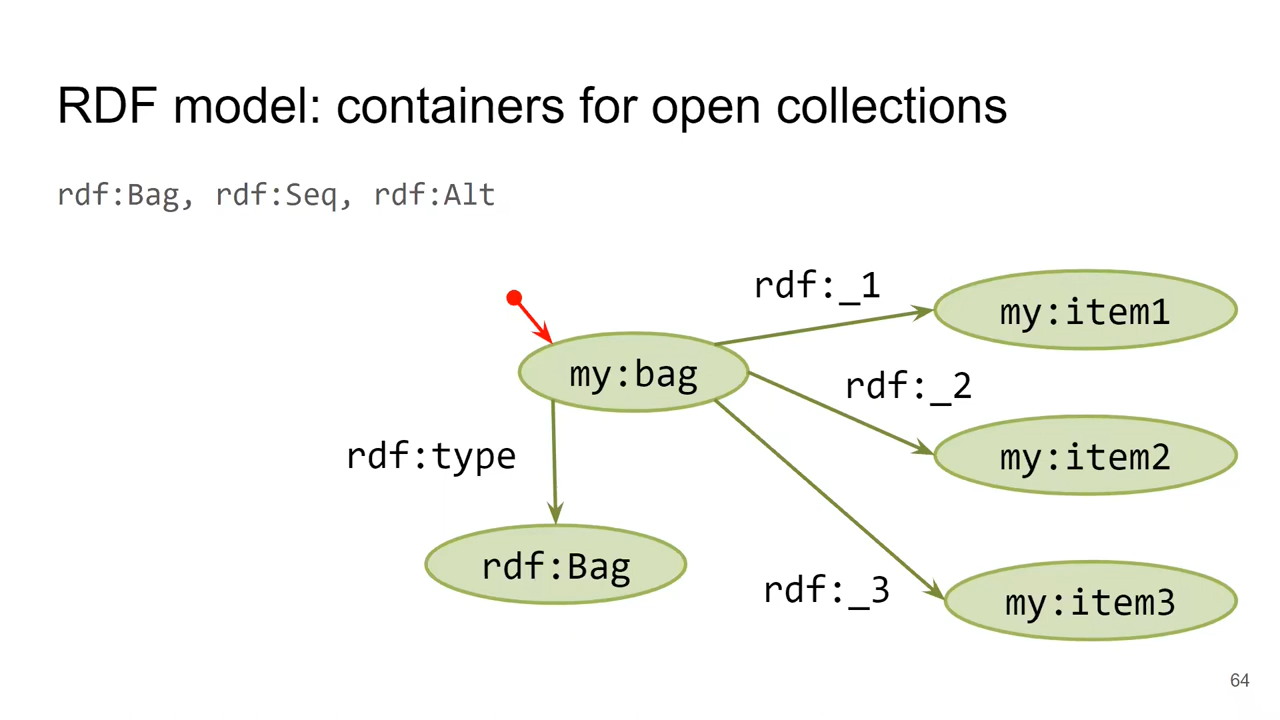 RDF model: containers for open collections
rdf:Bag, rdf:Seq, rdf:Alt
rdf:_1
my:item1
my:bag
rdf:_2
rdf:type
my:item2
rdf:Bag
rdf:_3
my:item3
64